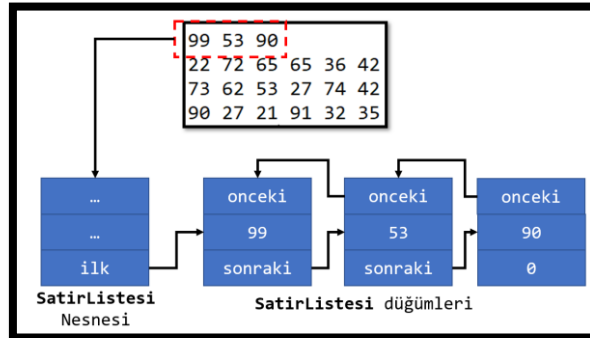 99 53 90
22 72 65 65 36 42
73 62 53 27 74 42
90 27 21 91 32 35
… onceki onceki onceki
… 99 53 90
ilk sonraki sonraki 0
SatirListesi
Nesnesi
SatirListesi düğümleri